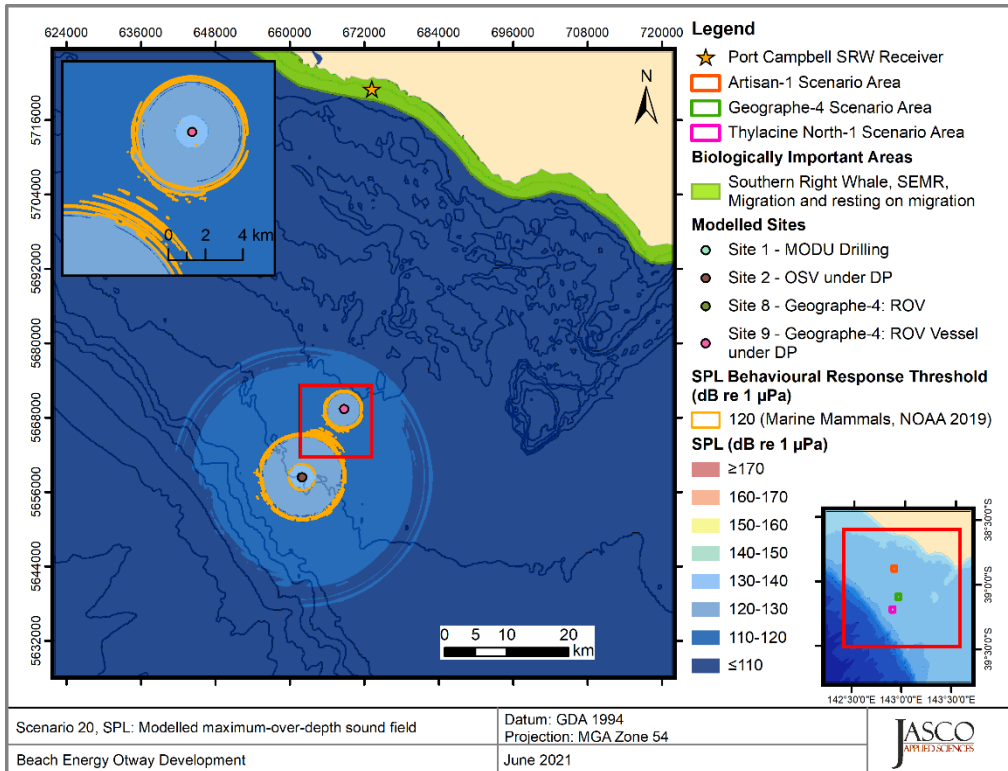 624000 636000 648000 660000 672000 684000 696000 708000 720000
5716000
5704000
5692000
5680000
5668000
5656000
5644000
5632000
0 2 4 km
N
0 5 10 20
km
Legend
Port Campbell SRW Receiver
Artisan-1 Scenario Area
Geographe-4 Scenario Area
Thylacine North-1 Scenario Area
Biologically Important Areas
Southern Right Whale, SEMR,
Migration and resting on migration
Modelled Sites
Site 1 - MODU Drilling
Site 2 - OSV under DP
Site 8 - Geographe-4: ROV
Site 9 - Geographe-4: ROV Vessel
under DP
SPL Behavioural Response Threshold
(dB re 1 µPa)
120 (Marine Mammals, NOAA 2019)
SPL (dB re 1 µPa)
≥170
160-170
150-160
140-150
130-140
120-130
110-120
≤110
38°30'0"S
39°0'0"S
39°30'0"S
142°30'0"E 143°0'0"E 143°30'0"E
Scenario 20, SPL: Modelled maximum-over-depth sound field
Datum: GDA 1994
Projection: MGA Zone 54
Beach Energy Otway Development
June 2021
JASCO
APPLIED SCIENCES